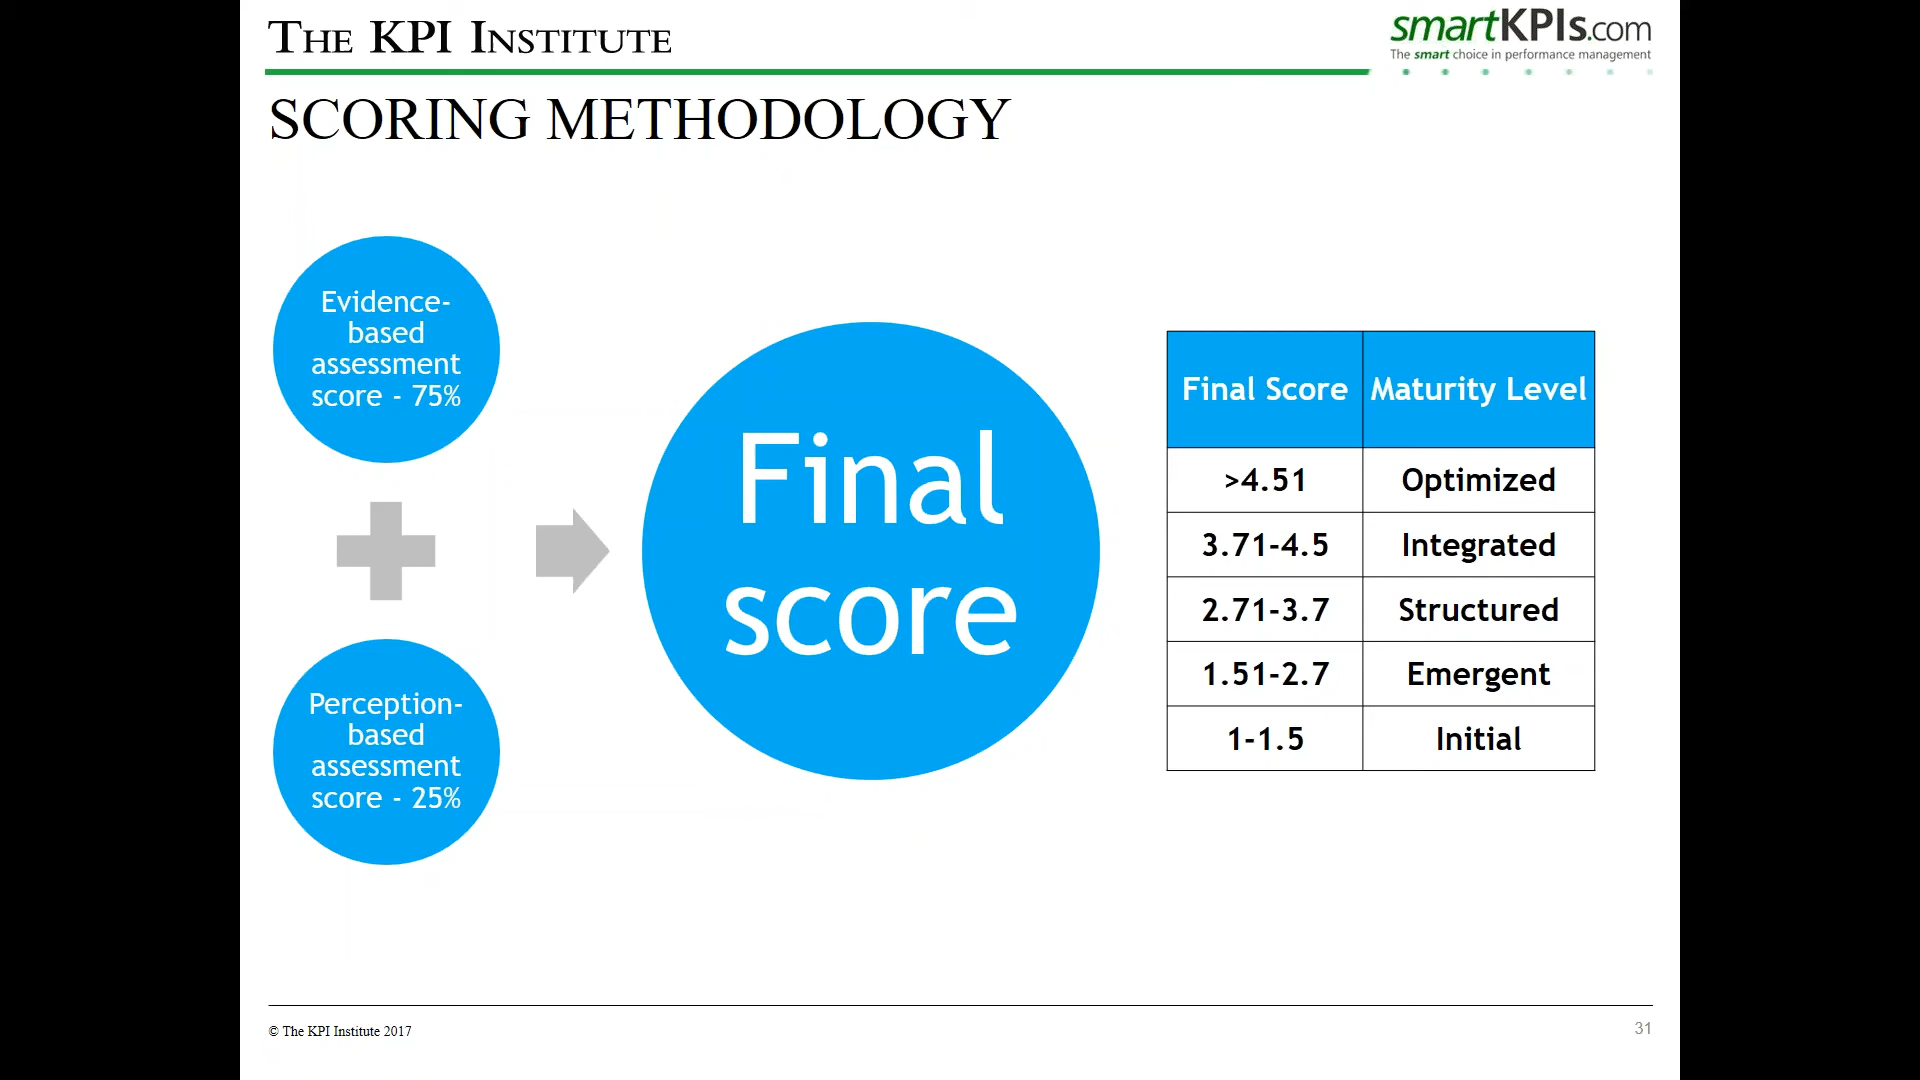 THE KPI INSTITUTE
smartKPIs.com
The smart choice in performance management
SCORING METHODOLOGY
Evidence-
based
assessment
score - 75%
Perception-
based
assessment
score - 25%
Final
score
Final Score Maturity Level
>4.51 Optimized
3.71-4.5 Integrated
2.71-3.7 Structured
1.51-2.7 Emergent
1-1.5 Initial
© The KPI Institute 2017
31